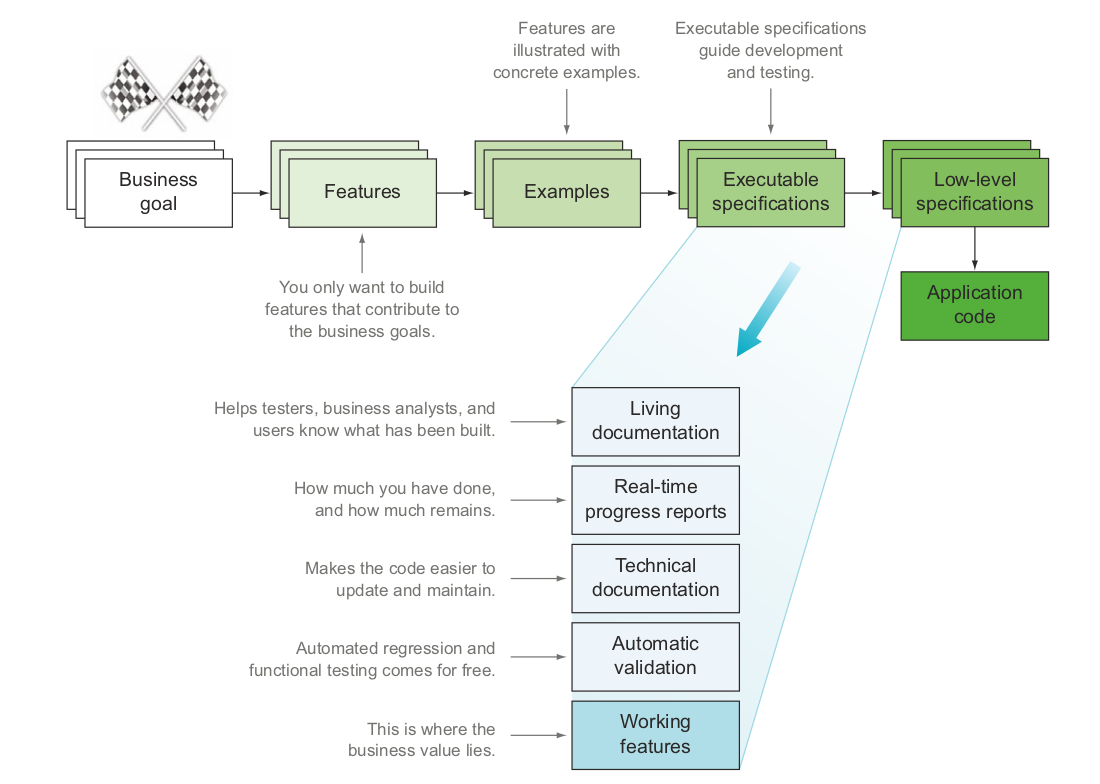 Features are
illustrated with
concrete examples.
Executable specifications
guide development
and testing.
Business
goal
Features
Examples
Executable
specifications
Low-level
specifications
You only want to build
features that contribute to
the business goals.
Application
code
Helps testers, business analysts, and
users know what has been built.
Living
documentation
How much you have done,
and how much remains.
Real-time
progress reports
Makes the code easier to
update and maintain.
Technical
documentation
Automated regression and
functional testing comes for free.
Automatic
validation
This is where the
business value lies.
Working
features